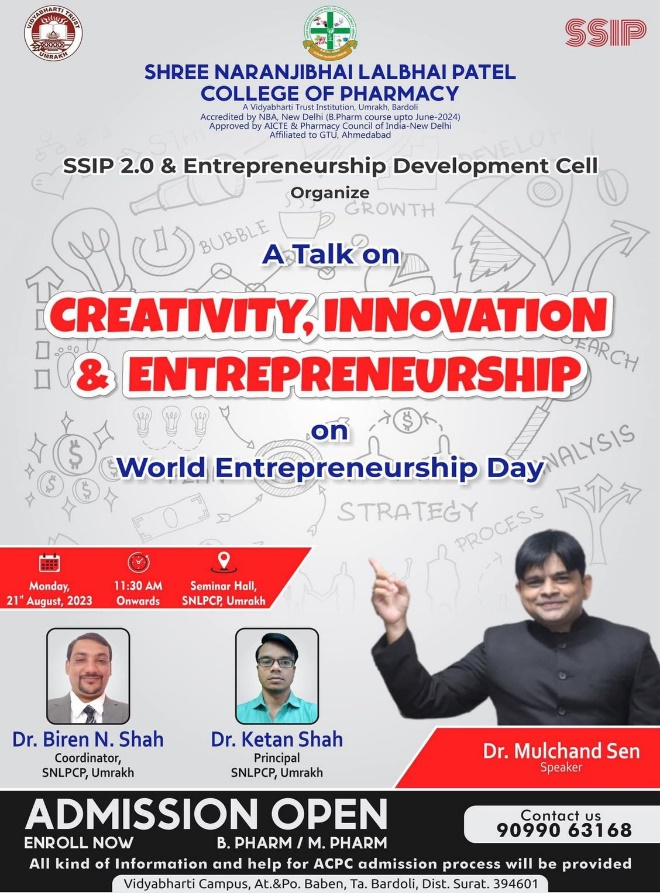 VIDYABHARTI TRUST
UMRAKH
SSIP
SHREE NARANJIBHAI LALBHAI PATEL
COLLEGE OF PHARMACY
A Vidyabharti Trust Institution, Umrakh, Bardoli
Accredited by NBA, New Delhi (B.Pharm course upto June-2024)
Approved by AICTE & Pharmacy Council of India-New Delhi
Affiliated to GTU, Ahmedabad
SSIP 2.0 & Entrepreneurship Development Cell
Organize
GROWTH
BUBBLE
A Talk on
CREATIVITY, INNOVATION
& ENTREPRENEURSHIP
on
World Entrepreneurship Day
ANALYSIS
STRATEGY
PROCESS
Monday,
21st August, 2023
11:30 AM
Onwards
Seminar Hall,
SNLPCP, Umrakh
Dr. Biren N. Shah
Coordinator,
SNLPCP, Umrakh
Dr. Ketan Shah
Principal
SNLPCP, Umrakh
Dr. Mulchand Sen
Speaker
ADMISSION OPEN
ENROLL NOW B. PHARM / M. PHARM
Contact us
90990 63168
All kind of Information and help for ACPC admission process will be provided
Vidyabharti Campus, At.&Po. Baben, Ta. Bardoli, Dist. Surat. 394601